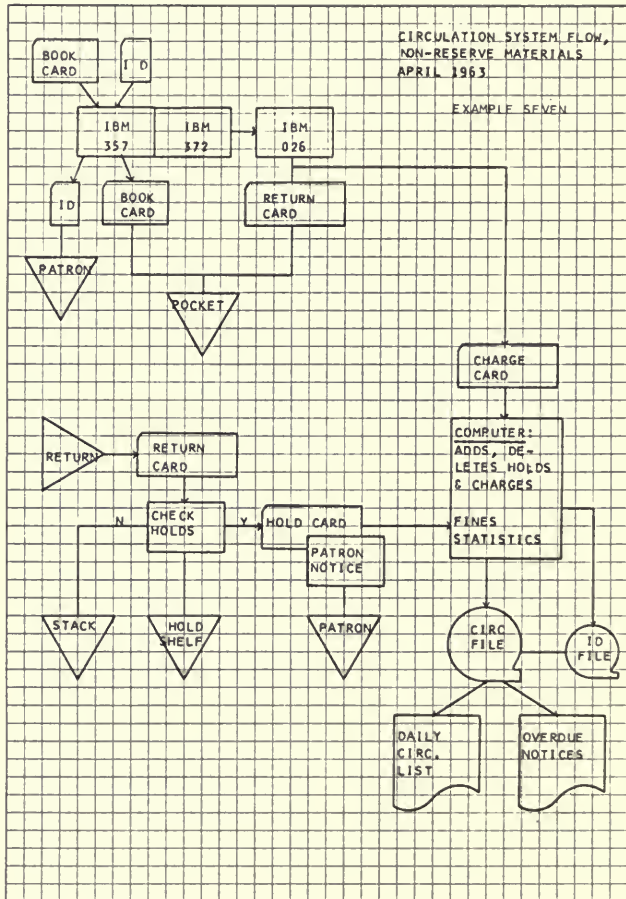 CIRCULATION SYSTEM FLOW,
NON-RESERVE MATERIALS
APRIL 1963
EXAMPLE SEVEN
BOOK
CARD
I D
IBM
357
IBM
372
IBM
026
ID
BOOK
CARD
RETURN
CARD
PATRON
POCKET
CHARGE
CARD
RETURN
RETURN
CARD
COMPUTER:
ADDS, DE-
LETES HOLDS
& CHARGES
FINES
STATISTICS
N
CHECK
HOLDS
Y
HOLD CARD
PATRON
NOTICE
STACK
HOLD
SHELF
PATRON
CIRC
FILE
ID
FILE
DAILY
CIRC.
LIST
OVERDUE
NOTICES